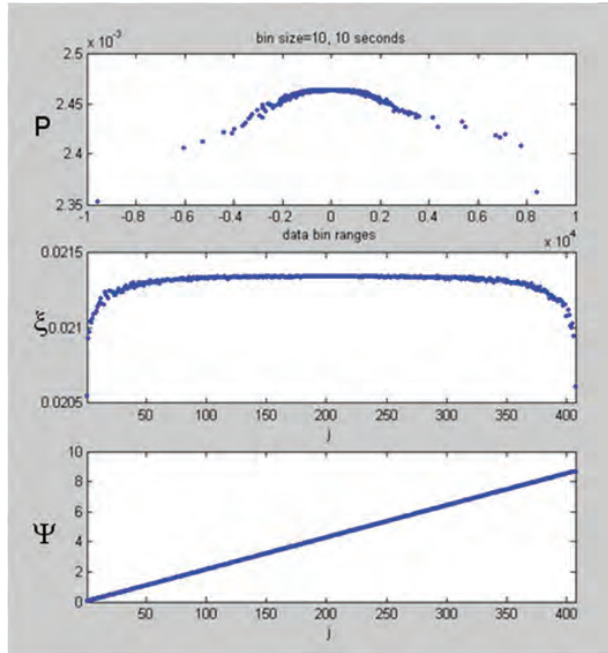 x 10⁻³
bin size=10, 10 seconds
2.5
2.45
P
2.4
2.35
-1 -0.8 -0.6 -0.4 -0.2 0 0.2 0.4 0.6 0.8 1
data bin ranges
x 10⁴
0.0215
ξ
0.021
0.0205
50 100 150 200 250 300 350 400
j
10
8
6
Ψ
4
2
0
50 100 150 200 250 300 350 400
j